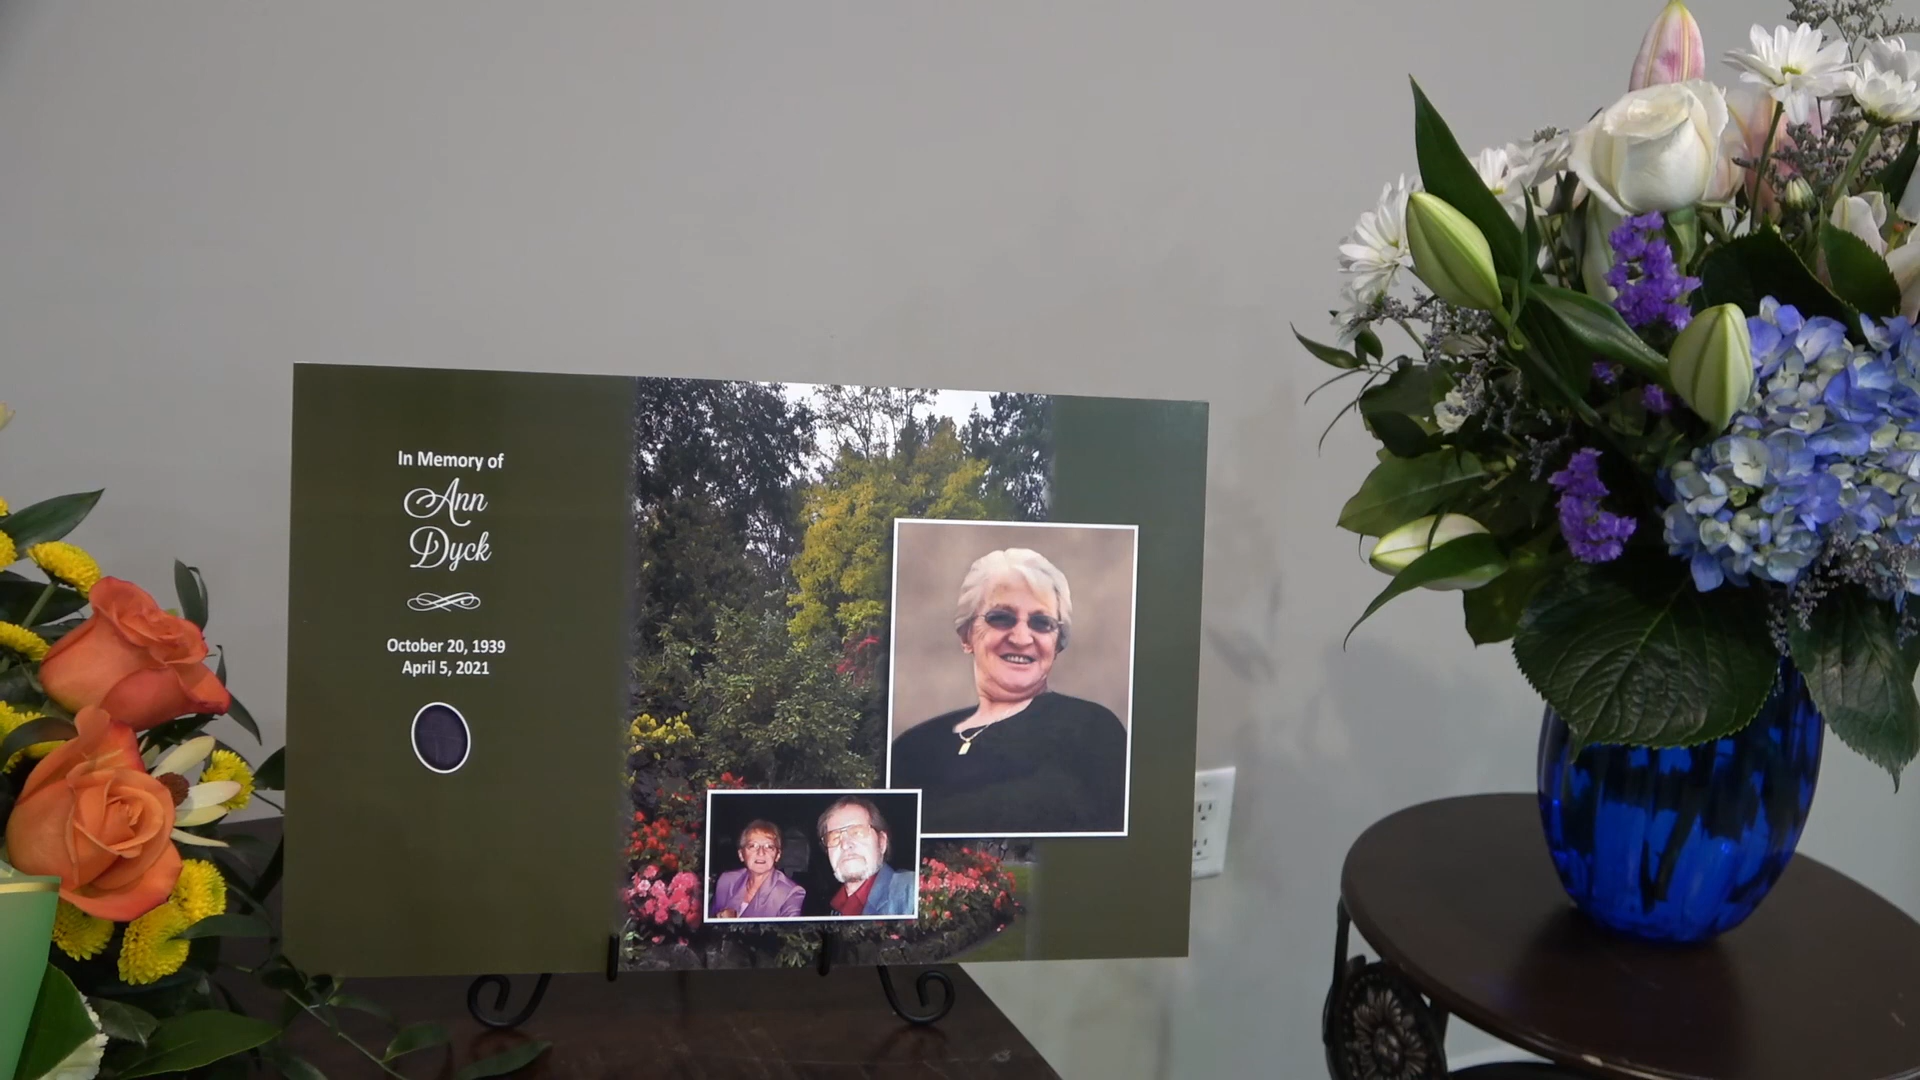 In Memory of
Ann
Dyck
October 20, 1939
April 5, 2021